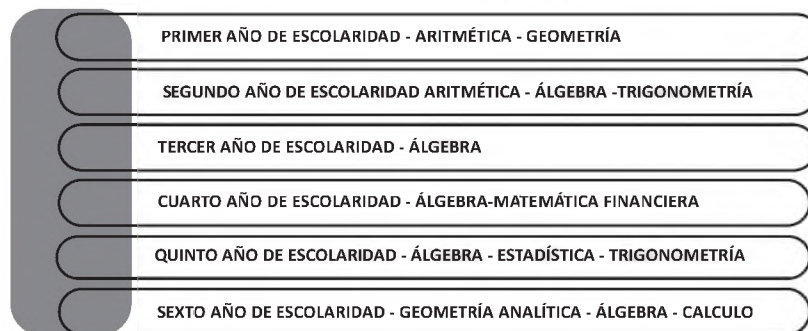 PRIMER AÑO DE ESCOLARIDAD - ARITMÉTICA - GEOMETRÍA
SEGUNDO AÑO DE ESCOLARIDAD ARITMÉTICA - ÁLGEBRA -TRIGONOMETRÍA
TERCER AÑO DE ESCOLARIDAD - ÁLGEBRA
CUARTO AÑO DE ESCOLARIDAD - ÁLGEBRA-MATEMÁTICA FINANCIERA
QUINTO AÑO DE ESCOLARIDAD - ÁLGEBRA - ESTADÍSTICA - TRIGONOMETRÍA
SEXTO AÑO DE ESCOLARIDAD - GEOMETRÍA ANALÍTICA - ÁLGEBRA - CALCULO